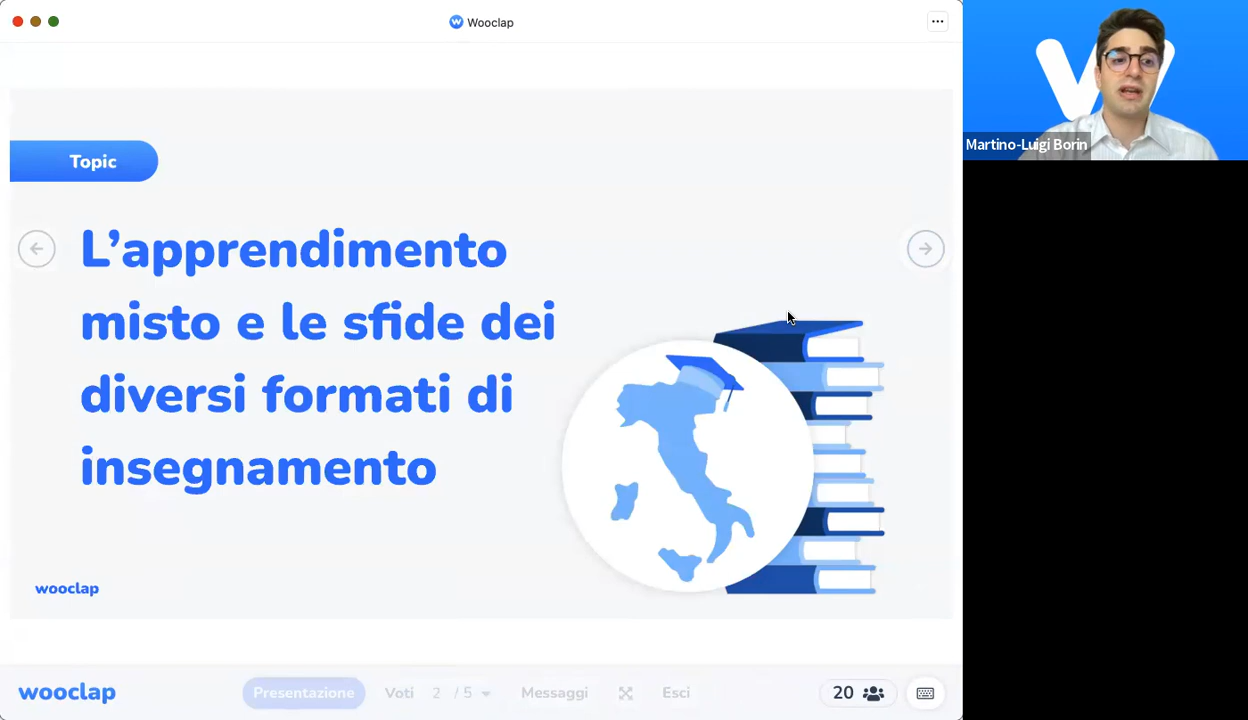 Wooclap
Martino-Luigi Borin
Topic
L’apprendimento
misto e le sfide dei
diversi formati di
insegnamento
wooclap
wooclap
Presentazione Voti 2 / 5 Messaggi Esci 20